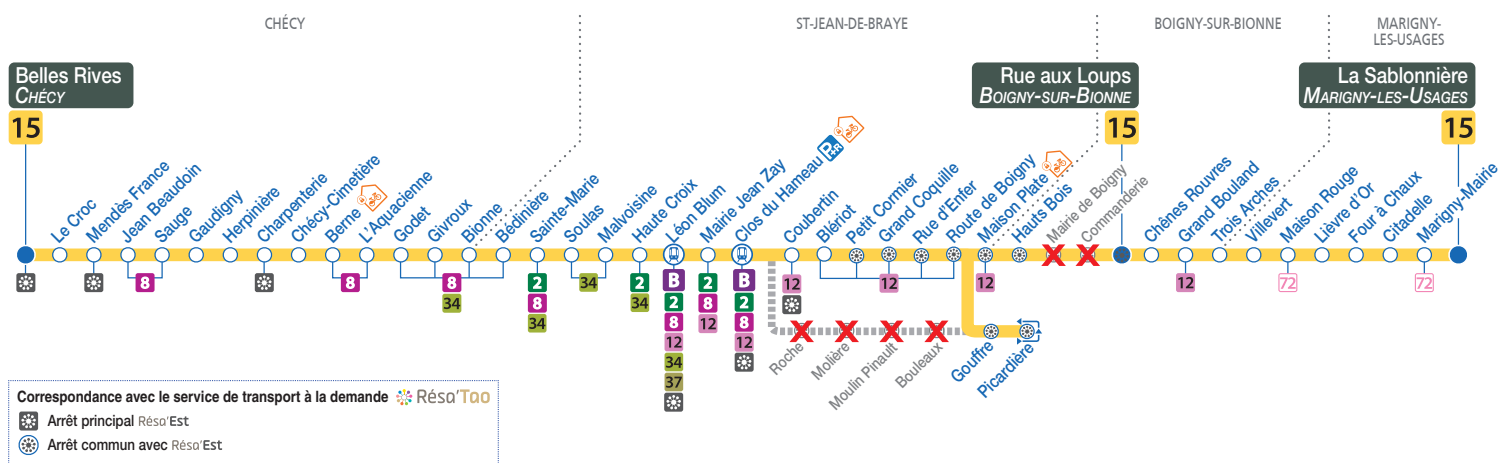 CHÉCY
ST-JEAN-DE-BRAYE
BOIGNY-SUR-BIONNE
MARIGNY-
LES-USAGES
Belles Rives
CHÉCY
15
Rue aux Loups
BOIGNY-SUR-BIONNE
15
La Sablonnière
MARIGNY-LES-USAGES
15
Le Croc
Mendès France
Jean Beaudoin
Sauge
Gaudigny
Herpinière
Charpenterie
Chécy-Cimetière
Berne
L'Aquacienne
Godet
Givroux
Bionne
Bédinière
Sainte-Marie
Soulas
Malvoisine
Haute Croix
Léon Blum
Mairie Jean Zay
Clos du Hameau
P+R
Coubertin
Blériot
Petit Cormier
Grand Coquille
Rue d'Enfer
Route de Boigny
Maison Plate
Hauts Bois
Mairie de Boigny
Commanderie
Chênes Rouvres
Grand Bouland
Trois Arches
Villevert
Maison Rouge
Lièvre d'Or
Four à Chaux
Citadelle
Marigny-Mairie
8
8
8
34
2
8
34
34
2
34
B
2
8
12
34
37
2
8
12
B
2
8
12
12
12
12
12
72
72
Roche
Molière
Moulin Pinault
Bouleaux
Gouffre
Picardière
Correspondance avec le service de transport à la demande Résa'Tao
Arrêt principal Résa'Est
Arrêt commun avec Résa'Est